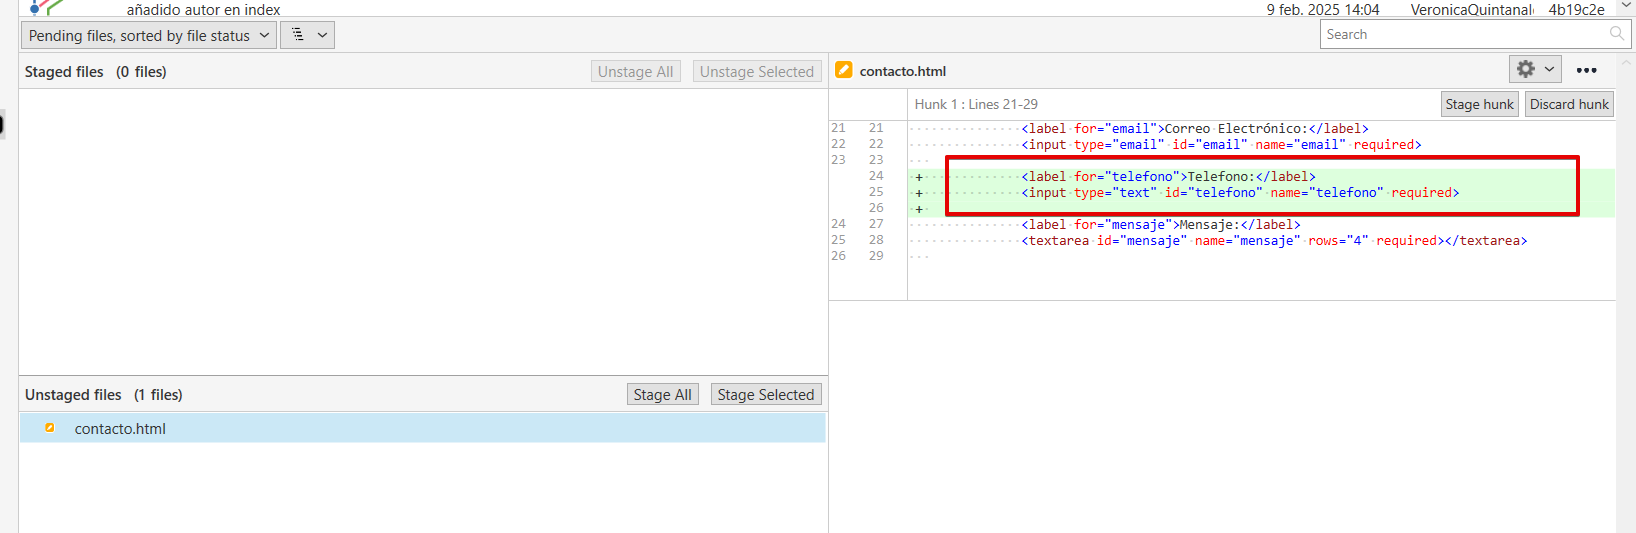 añadido autor en index 9 feb. 2025 14:04 VeronicaQuintanal 4b19c2e
Pending files, sorted by file status
Search
Staged files (0 files) Unstage All Unstage Selected
contacto.html
Hunk 1 : Lines 21-29 Stage hunk Discard hunk
21 21 <label for="email">Correo Electrónico:</label>
22 22 <input type="email" id="email" name="email" required>
23 23
24 + <label for="telefono">Telefono:</label>
25 + <input type="text" id="telefono" name="telefono" required>
26 +
24 27 <label for="mensaje">Mensaje:</label>
25 28 <textarea id="mensaje" name="mensaje" rows="4" required></textarea>
26 29
Unstaged files (1 files) Stage All Stage Selected
contacto.html